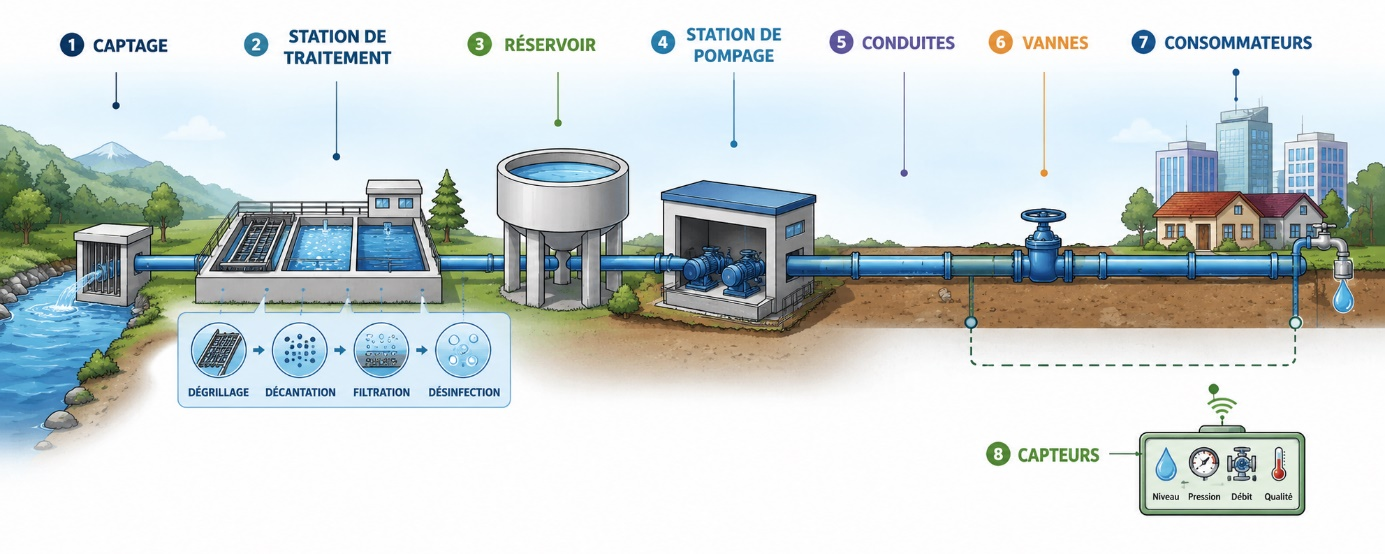 1 CAPTAGE
2 STATION DE
TRAITEMENT
3 RÉSERVOIR
4 STATION DE
POMPAGE
5 CONDUITES
6 VANNES
7 CONSOMMATEURS
DÉGRILLAGE
DÉCANTATION
FILTRATION
DÉSINFECTION
8 CAPTEURS
Niveau
Pression
Débit
Qualité